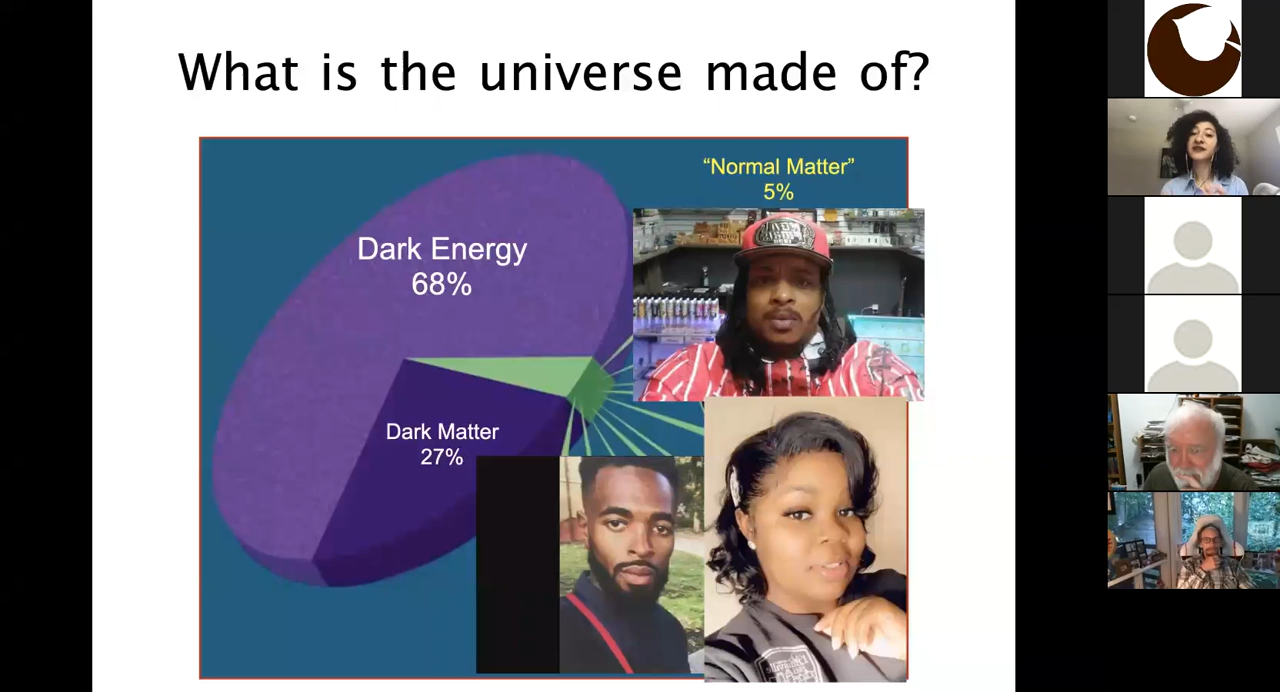 What is the universe made of?
“Normal Matter”
5%
Dark Energy
68%
Dark Matter
27%